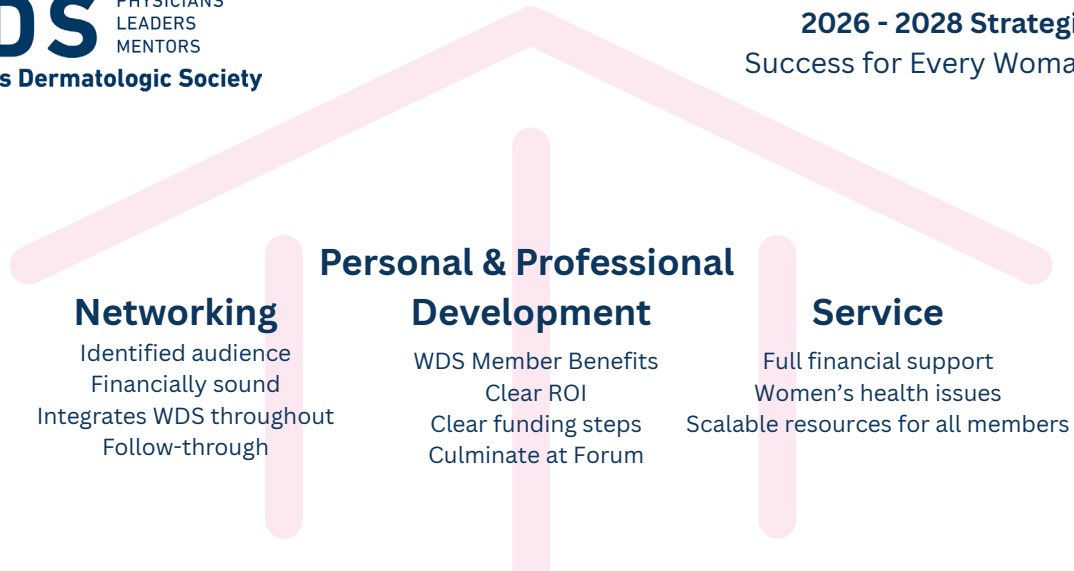 DS
PHYSICIANS
LEADERS
MENTORS
s Dermatologic Society
2026 - 2028 Strategi
Success for Every Woma
Networking
Identified audience
Financially sound
Integrates WDS throughout
Follow-through
Personal & Professional
Development
WDS Member Benefits
Clear ROI
Clear funding steps
Culminate at Forum
Service
Full financial support
Women’s health issues
Scalable resources for all members